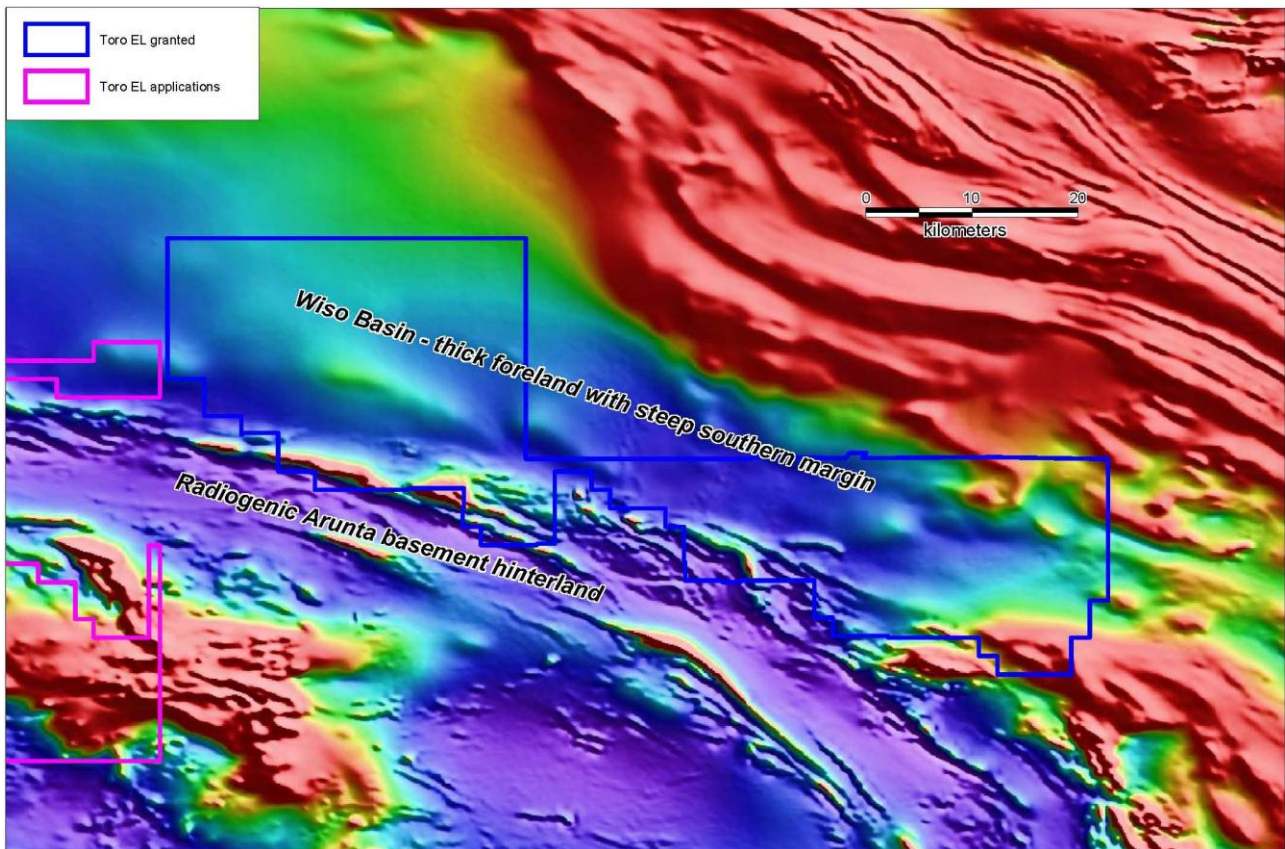 Toro EL granted
Toro EL applications
0 10 20
kilometers
Wiso Basin - thick foreland with steep southern margin
Radiogenic Arunta basement hinterland